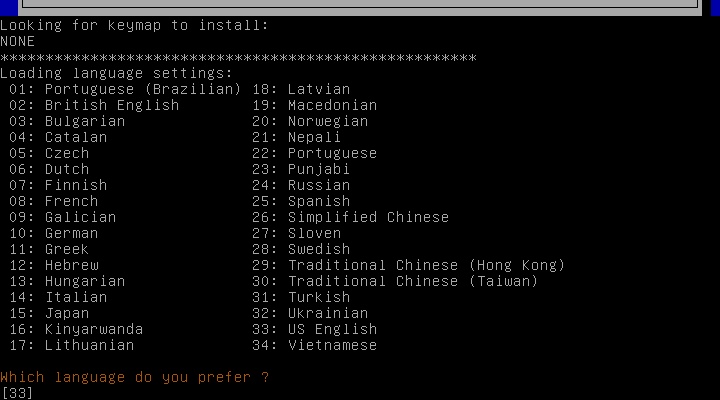 Looking for keymap to install:
NONE
*****************************************************
Loading language settings:
01: Portuguese (Brazilian) 18: Latvian
02: British English 19: Macedonian
03: Bulgarian 20: Norwegian
04: Catalan 21: Nepali
05: Czech 22: Portuguese
06: Dutch 23: Punjabi
07: Finnish 24: Russian
08: French 25: Spanish
09: Galician 26: Simplified Chinese
10: German 27: Sloven
11: Greek 28: Swedish
12: Hebrew 29: Traditional Chinese (Hong Kong)
13: Hungarian 30: Traditional Chinese (Taiwan)
14: Italian 31: Turkish
15: Japan 32: Ukrainian
16: Kinyarwanda 33: US English
17: Lithuanian 34: Vietnamese
Which language do you prefer ?
[33]